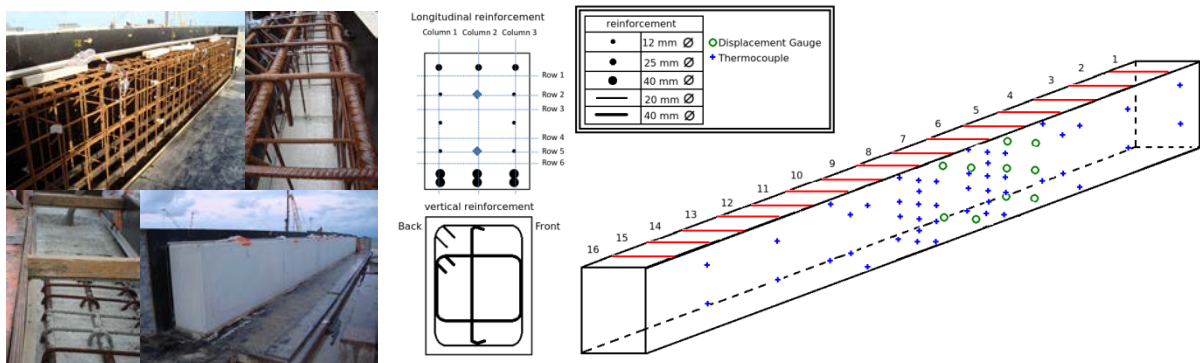 Longitudinal reinforcement
Column 1 Column 2 Column 3
Row 1
Row 2
Row 3
Row 4
Row 5
Row 6
vertical reinforcement
Back
Front
reinforcement
12 mm Ø
25 mm Ø
40 mm Ø
20 mm Ø
40 mm Ø
Displacement Gauge
Thermocouple
1
2
3
4
5
6
7
8
9
10
11
12
13
14
15
16